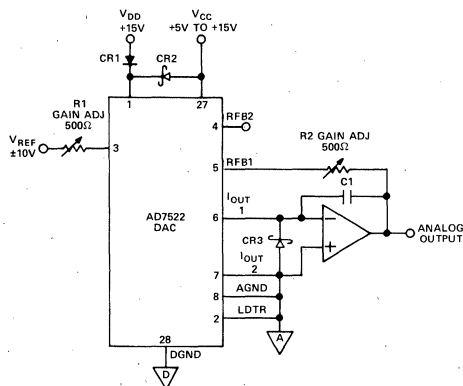 VDD
+15V
VCC
+5V TO +15V
CR1
CR2
1
27
R1
GAIN ADJ
500Ω
VREF
±10V
3
4
RFB2
R2 GAIN ADJ
500Ω
5
RFB1
C1
AD7522
DAC
IOUT
1
6
−
+
ANALOG
OUTPUT
CR3
IOUT
2
7
AGND
8
LDTR
2
A
28
DGND
D